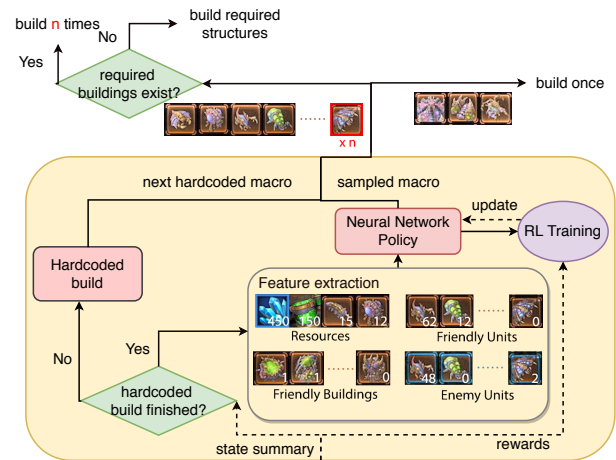 build n times
No
build required
structures
Yes
required
buildings exist?
build once
x n
next hardcoded macro
sampled macro
Neural Network
Policy
update
RL Training
Hardcoded
build
Feature extraction
450
150
15
12
Resources
62
12
0
Friendly Units
1
1
0
Friendly Buildings
48
0
2
Enemy Units
No
Yes
hardcoded
build finished?
state summary
rewards